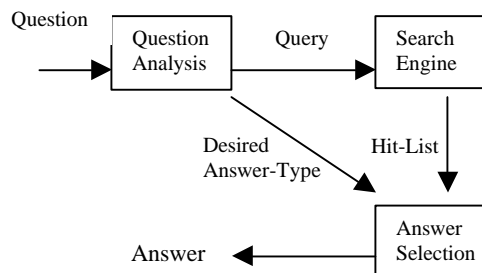 Question
Question
Analysis
Query
Search
Engine
Desired
Answer-Type
Hit-List
Answer
Answer
Selection